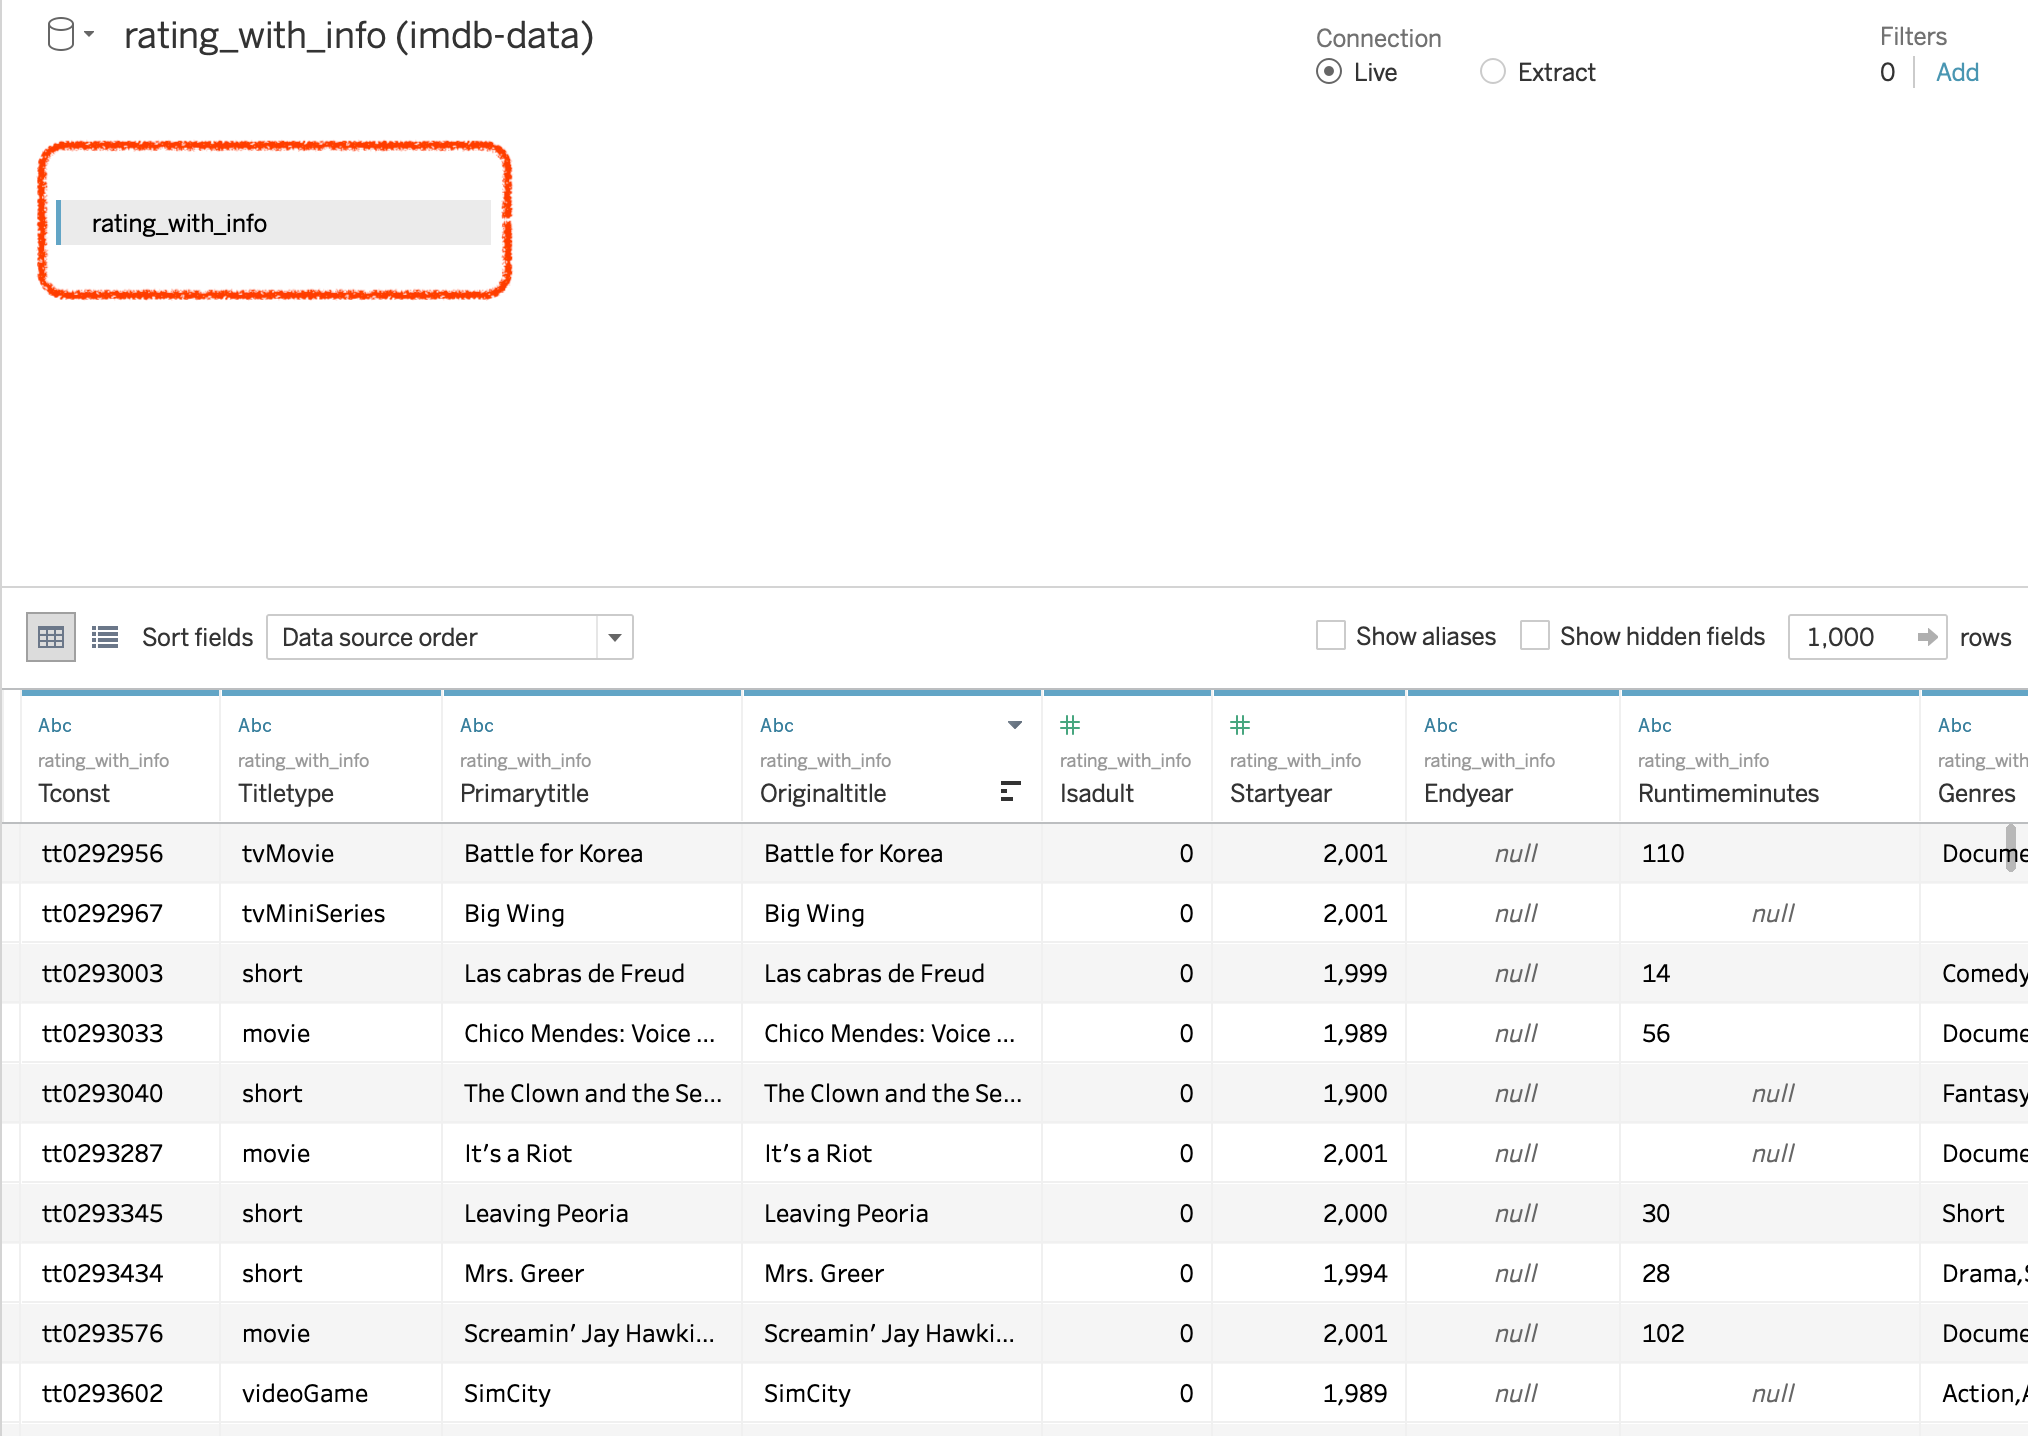 rating_with_info (imdb-data)
Connection
Live Extract
Filters
0 Add
rating_with_info
Sort fields Data source order Show aliases Show hidden fields 1,000 rows
Abc Abc Abc Abc # # Abc Abc Abc
rating_with_info rating_with_info rating_with_info rating_with_info rating_with_info rating_with_info rating_with_info rating_with_info rating_with
Tconst Titletype Primarytitle Originaltitle Isadult Startyear Endyear Runtimeminutes Genres
tt0292956 tvMovie Battle for Korea Battle for Korea 0 2,001 null 110 Docume
tt0292967 tvMiniSeries Big Wing Big Wing 0 2,001 null null
tt0293003 short Las cabras de Freud Las cabras de Freud 0 1,999 null 14 Comedy
tt0293033 movie Chico Mendes: Voice ... Chico Mendes: Voice ... 0 1,989 null 56 Docume
tt0293040 short The Clown and the Se... The Clown and the Se... 0 1,900 null null Fantasy
tt0293287 movie It's a Riot It's a Riot 0 2,001 null null Docume
tt0293345 short Leaving Peoria Leaving Peoria 0 2,000 null 30 Short
tt0293434 short Mrs. Greer Mrs. Greer 0 1,994 null 28 Drama,S
tt0293576 movie Screamin' Jay Hawki... Screamin' Jay Hawki... 0 2,001 null 102 Docume
tt0293602 videoGame SimCity SimCity 0 1,989 null null Action,A